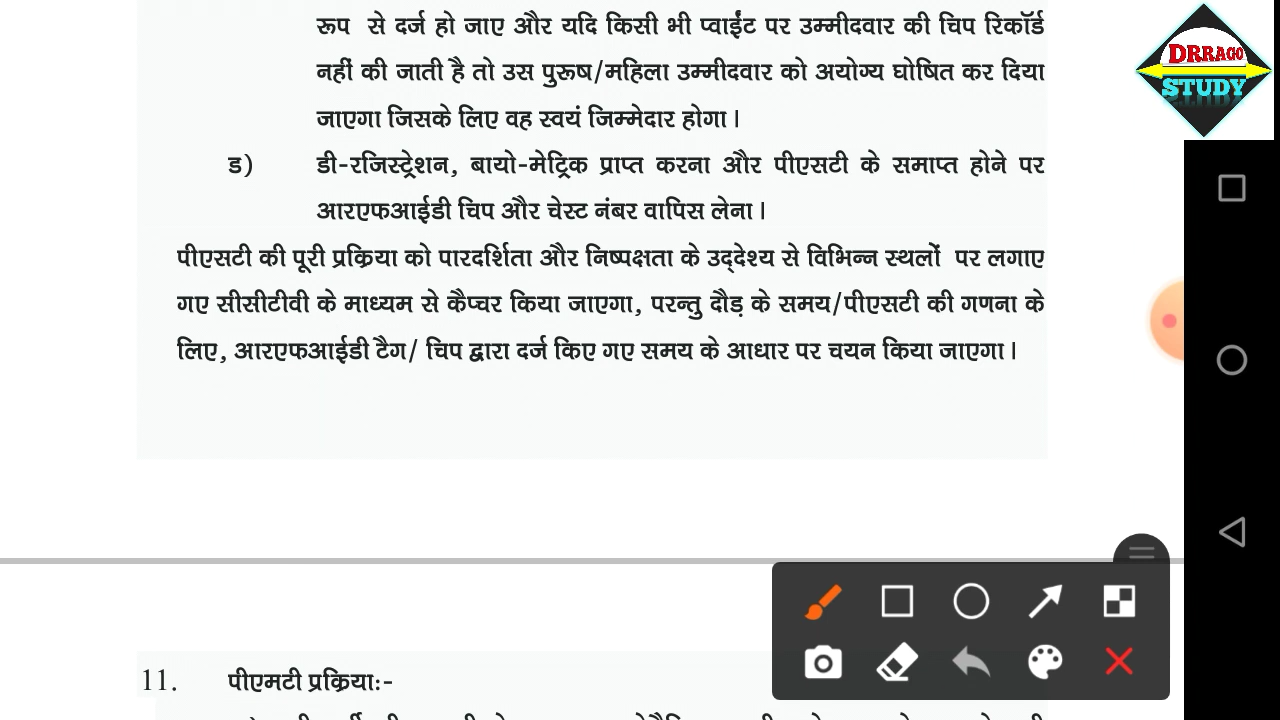 DRRAGO
STUDY
रूप से दर्ज हो जाए और यदि किसी भी प्वाईंट पर उम्मीदवार की चिप रिकॉर्ड
नहीं की जाती है तो उस पुरूष/महिला उम्मीदवार को अयोग्य घोषित कर दिया
जाएगा जिसके लिए वह स्वयं जिम्मेदार होगा।
ड) डी-रजिस्ट्रेशन, बायो-मेट्रिक प्राप्त करना और पीएसटी के समाप्त होने पर
आरएफआईडी चिप और चेस्ट नंबर वापिस लेना।
पीएसटी की पूरी प्रक्रिया को पारदर्शिता और निष्पक्षता के उद्देश्य से विभिन्न स्थलों पर लगाए
गए सीसीटीवी के माध्यम से कैप्चर किया जाएगा, परन्तु दौड़ के समय/पीएसटी की गणना के
लिए, आरएफआईडी टैग/ चिप द्वारा दर्ज किए गए समय के आधार पर चयन किया जाएगा।
11. पीएमटी प्रक्रिया:-